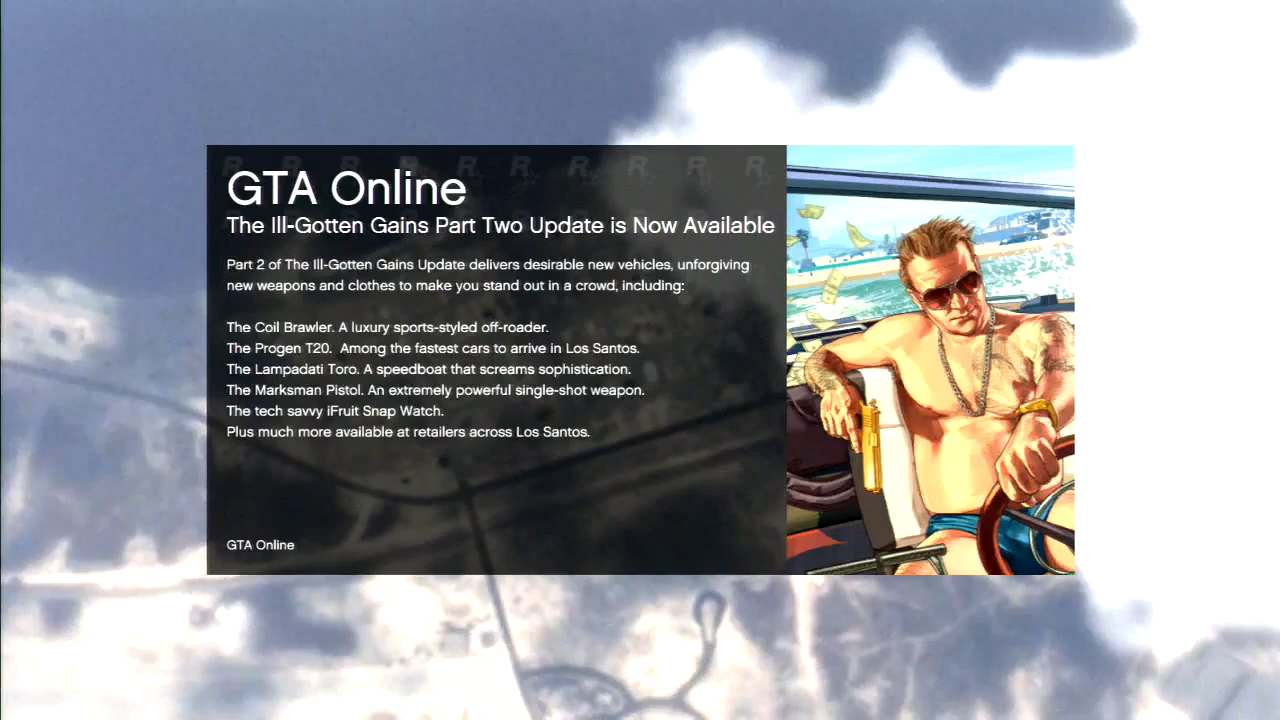 GTA Online
The Ill-Gotten Gains Part Two Update is Now Available
Part 2 of The Ill-Gotten Gains Update delivers desirable new vehicles, unforgiving
new weapons and clothes to make you stand out in a crowd, including:
The Coil Brawler. A luxury sports-styled off-roader.
The Progen T20.  Among the fastest cars to arrive in Los Santos.
The Lampadati Toro. A speedboat that screams sophistication.
The Marksman Pistol. An extremely powerful single-shot weapon.
The tech savvy iFruit Snap Watch.
Plus much more available at retailers across Los Santos.
GTA Online